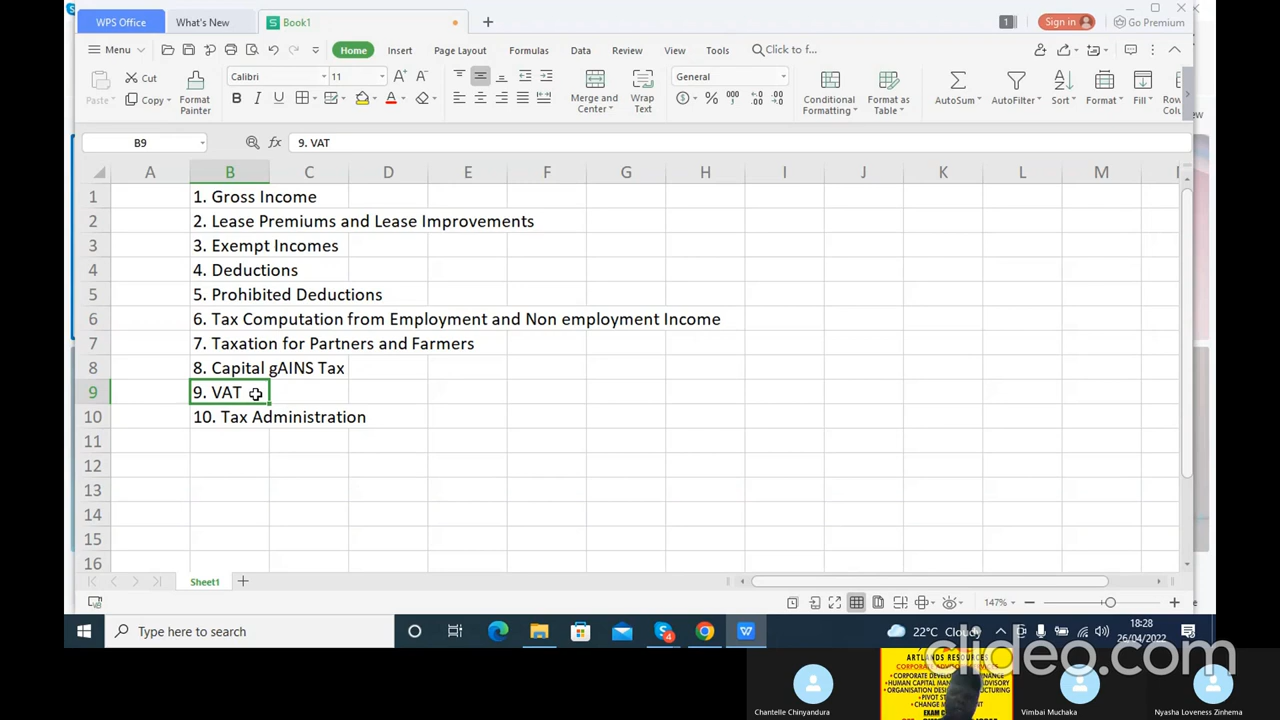 WPS Office What's New Book1 + 1 Sign in Go Premium
Menu Home Insert Page Layout Formulas Data Review View Tools Click to f...
Paste Cut Copy Format Painter Calibri 11 B I U Merge and Center Wrap Text General Conditional Formatting AutoSum AutoFilter Sort Format Fill
Format as Table
B9 fx 9. VAT
A B C D E F G H I J K L M
1 1. Gross Income
2 2. Lease Premiums and Lease Improvements
3 3. Exempt Incomes
4 4. Deductions
5 5. Prohibited Deductions
6 6. Tax Computation from Employment and Non employment Income
7 7. Taxation for Partners and Farmers
8 8. Capital gAINS Tax
9 9. VAT
10 10. Tax Administration
11
12
13
14
15
16
Sheet1 +
147%
Type here to search 22°C Cloudy 18:28
26/04/2022
clideo.com
ARTLANDS RESOURCES
Chantelle Chinyandura Vimbai Muchaka Nyasha Loveness Zinhema